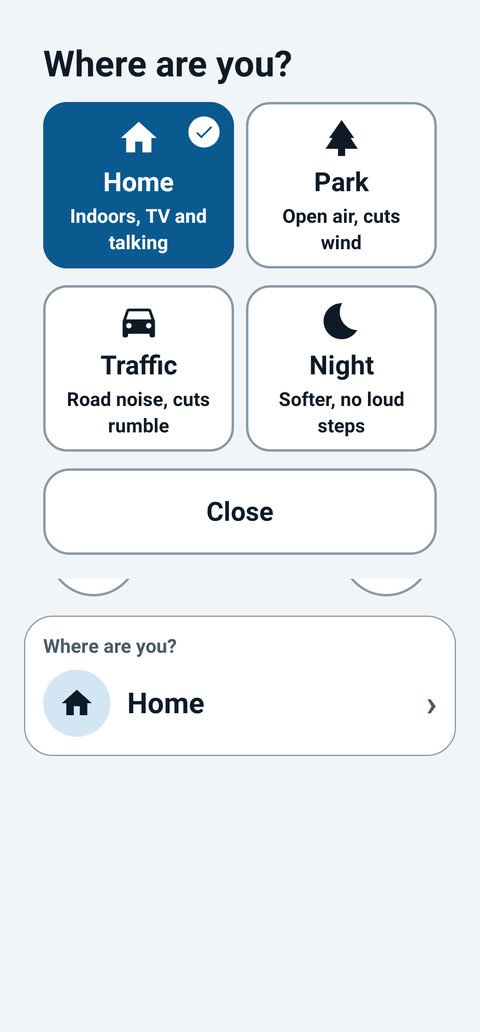 Where are you?
Home
Indoors, TV and
talking
Park
Open air, cuts
wind
Traffic
Road noise, cuts
rumble
Night
Softer, no loud
steps
Close
Where are you?
Home
›